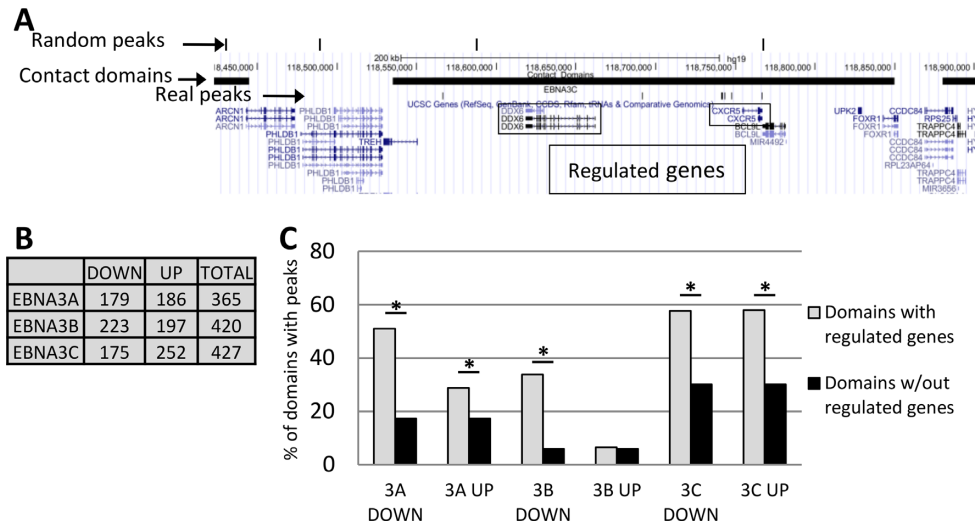 A
Random peaks
200 kb hg19
18,450,000 118,500,000 118,550,000 118,600,000 118,650,000 118,700,000 118,750,000 118,800,000 118,850,000 118,900,000
Contact domains
Contact_Domains
EBNA3C
Real peaks
UCSC Genes (RefSeq, GenBank, CCDS, Rfam, tRNAs & Comparative Genomics)
ARCN1 PHLDB1 DDX6 CXCR5 UPK2 CCDC84
ARCN1 PHLDB1 DDX6 CXCR5 FOXR1 RPS25
ARCN1 PHLDB1 DDX6 BCL9L FOXR1 TRAPPC4
PHLDB1 BCL9L FOXR1 TRAPPC4
PHLDB1 TREH MIR4492 CCDC84
PHLDB1 CCDC84
PHLDB1 CCDC84
PHLDB1 RPL23AP64
PHLDB1 TRAPPC4
PHLDB1 MIR3656
PHLDB1 TRAPPC4
Regulated genes
B
DOWN UP TOTAL
EBNA3A 179 186 365
EBNA3B 223 197 420
EBNA3C 175 252 427
C
% of domains with peaks
80
60
40
20
0
* * * * *
3A DOWN
3A UP
3B DOWN
3B UP
3C DOWN
3C UP
Domains with
regulated genes
Domains w/out
regulated genes